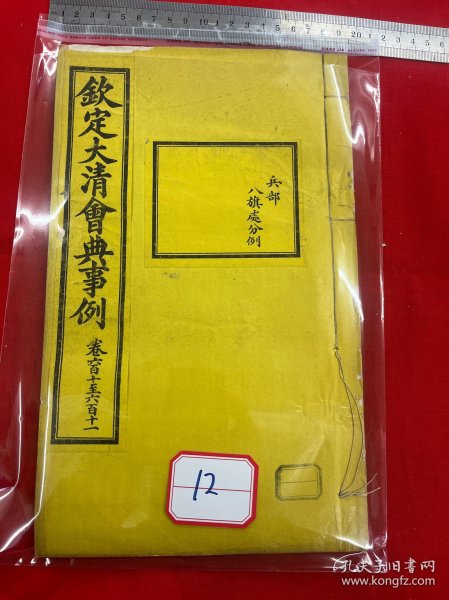 欽定大清會典事例
卷六百十至六百十一
兵部
八旗處分例
12
孔夫子旧书网
www.kongfz.com